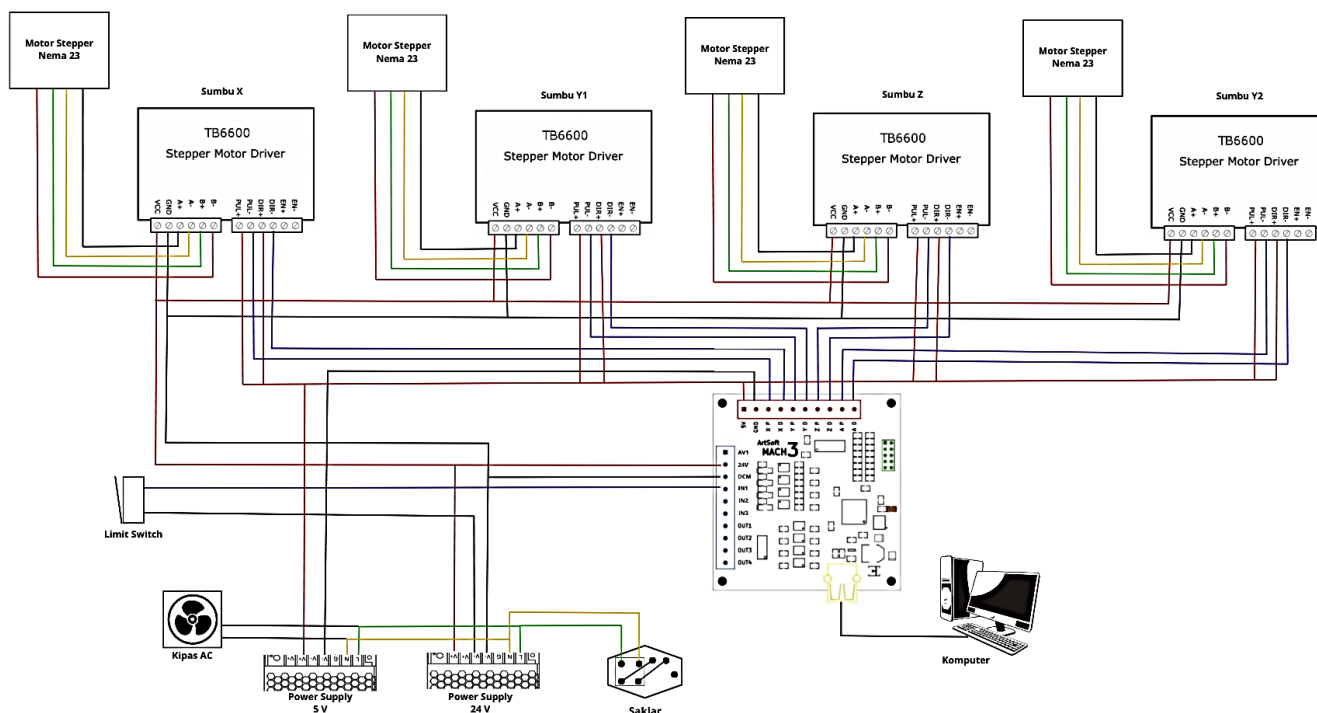 Motor Stepper
Nema 23
Motor Stepper
Nema 23
Motor Stepper
Nema 23
Motor Stepper
Nema 23
Sumbu X
Sumbu Y1
Sumbu Z
Sumbu Y2
TB6600
Stepper Motor Driver
TB6600
Stepper Motor Driver
TB6600
Stepper Motor Driver
TB6600
Stepper Motor Driver
VCC GND A+ A- B+ B- PUL+ PUL- DIR+ DIR- EN+ EN-
VCC GND A+ A- B+ B- PUL+ PUL- DIR+ DIR- EN+ EN-
VCC GND A+ A- B+ B- PUL+ PUL- DIR+ DIR- EN+ EN-
VCC GND A+ A- B+ B- PUL+ PUL- DIR+ DIR- EN+ EN-
5V GND X P X D Y P Y D Z P Z D A P A D
ArtSoft
MACH3
AV1
24V
DCM
IN1
IN2
IN3
OUT1
OUT2
OUT3
OUT4
Limit Switch
Kipas AC
+V +V -V -V G N L
+V +V -V -V G N L
Power Supply
5 V
Power Supply
24 V
Saklar
Komputer